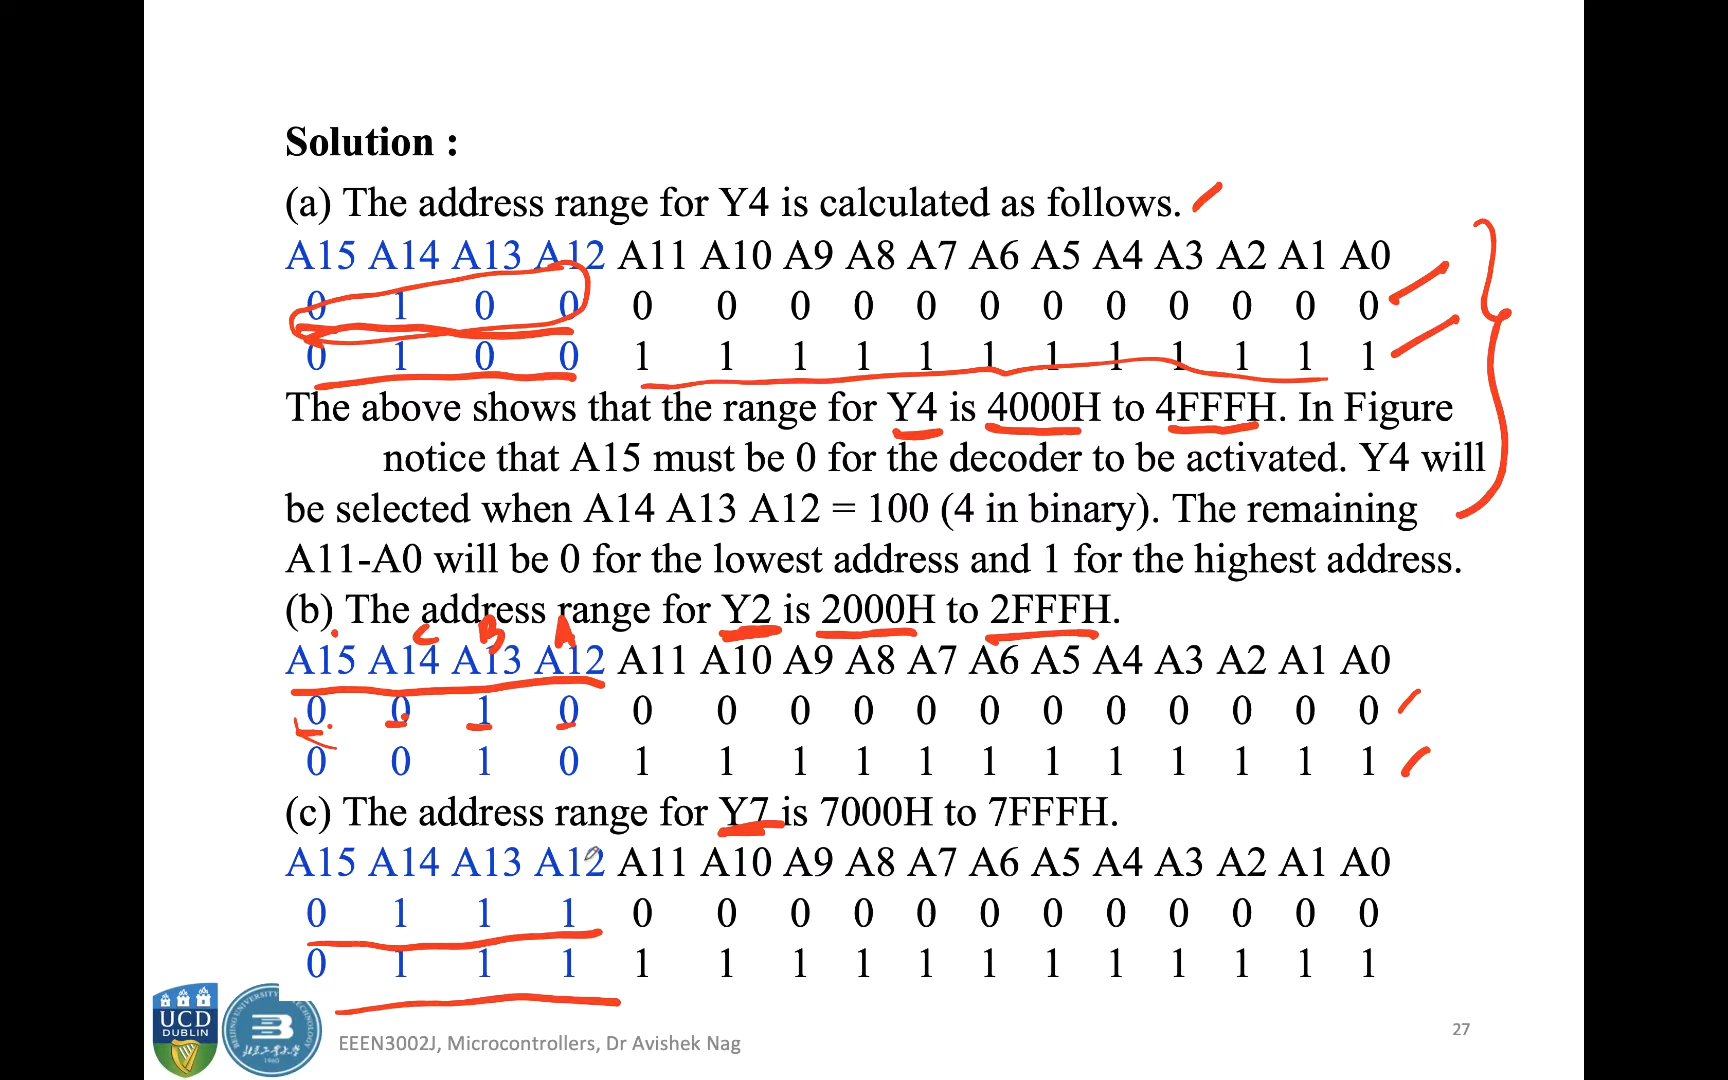 Solution :
(a) The address range for Y4 is calculated as follows.
A15 A14 A13 A12 A11 A10 A9 A8 A7 A6 A5 A4 A3 A2 A1 A0
0 1 0 0 0 0 0 0 0 0 0 0 0 0 0 0
0 1 0 0 1 1 1 1 1 1 1 1 1 1 1 1
The above shows that the range for Y4 is 4000H to 4FFFH. In Figure
notice that A15 must be 0 for the decoder to be activated. Y4 will
be selected when A14 A13 A12 = 100 (4 in binary). The remaining
A11-A0 will be 0 for the lowest address and 1 for the highest address.
(b) The address range for Y2 is 2000H to 2FFFH.
C B A
A15 A14 A13 A12 A11 A10 A9 A8 A7 A6 A5 A4 A3 A2 A1 A0
0 0 1 0 0 0 0 0 0 0 0 0 0 0 0 0
0 0 1 0 1 1 1 1 1 1 1 1 1 1 1 1
(c) The address range for Y7 is 7000H to 7FFFH.
A15 A14 A13 A12 A11 A10 A9 A8 A7 A6 A5 A4 A3 A2 A1 A0
0 1 1 1 0 0 0 0 0 0 0 0 0 0 0 0
0 1 1 1 1 1 1 1 1 1 1 1 1 1 1 1
UCD
DUBLIN
1960
EEEN3002J, Microcontrollers, Dr Avishek Nag
27